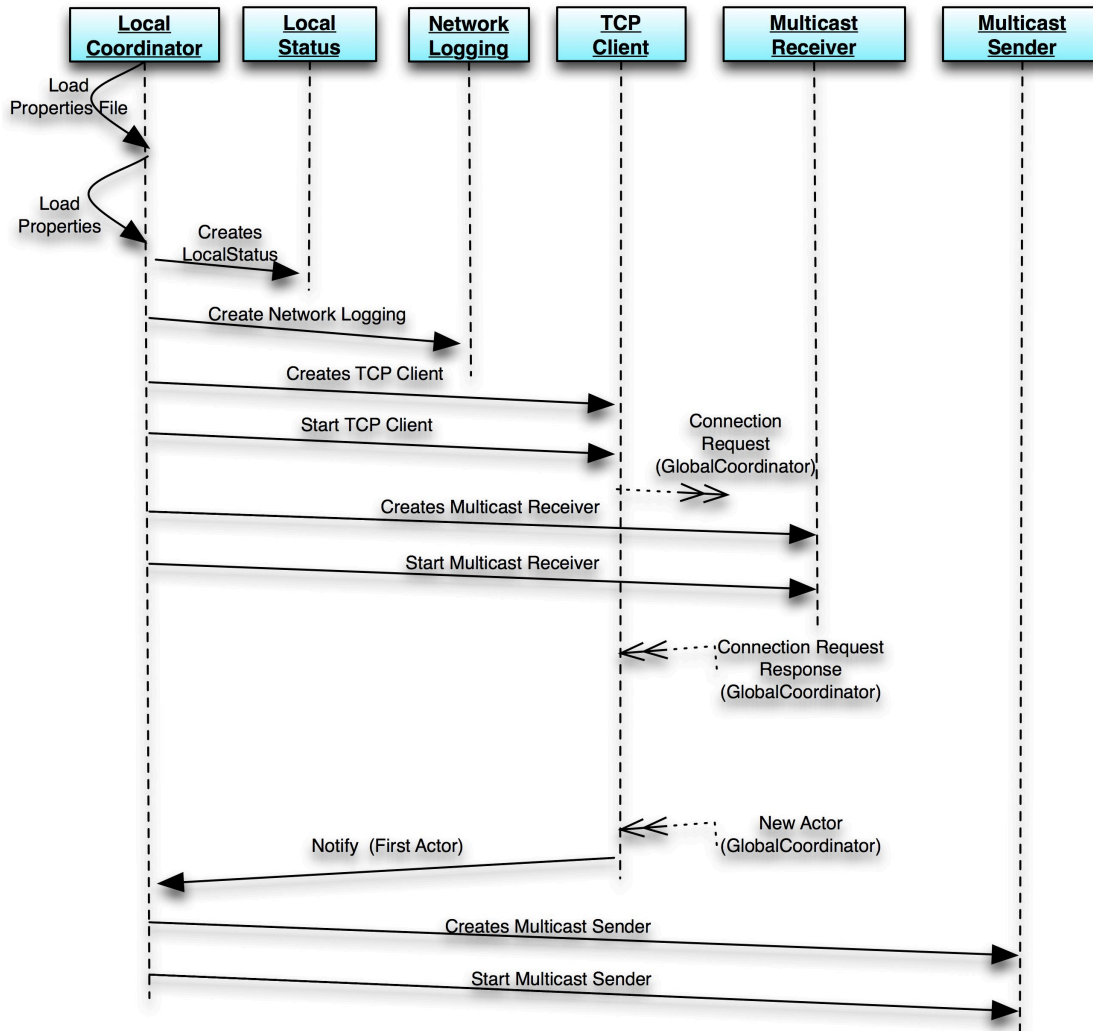 Local
Coordinator
Local
Status
Network
Logging
TCP
Client
Multicast
Receiver
Multicast
Sender
Load
Properties File
Load
Properties
Creates
LocalStatus
Create Network Logging
Creates TCP Client
Start TCP Client
Connection
Request
(GlobalCoordinator)
Creates Multicast Receiver
Start Multicast Receiver
Connection Request
Response
(GlobalCoordinator)
New Actor
(GlobalCoordinator)
Notify (First Actor)
Creates Multicast Sender
Start Multicast Sender